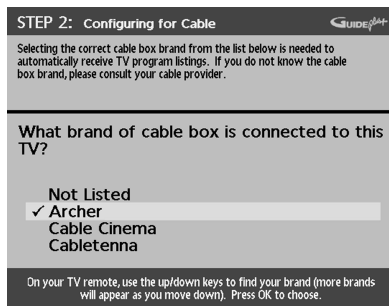 STEP 2: Configuring for Cable
GUIDE plus+
Selecting the correct cable box brand from the list below is needed to
automatically receive TV program listings. If you do not know the cable
box brand, please consult your cable provider.
What brand of cable box is connected to this
TV?
Not Listed
✓ Archer
Cable Cinema
Cabletenna
On your TV remote, use the up/down keys to find your brand (more brands
will appear as you move down). Press OK to choose.